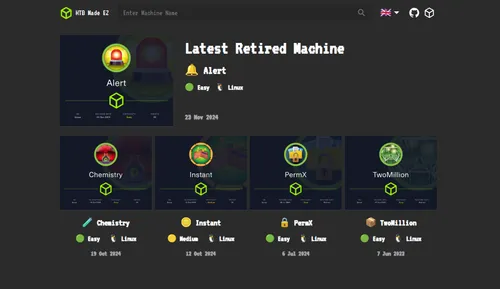 HTB Made EZ
Enter Machine Name
Alert
Latest Retired Machine
Alert
Easy Linux
23 Nov 2024
Chemistry
Instant
PermX
TwoMillion
Chemistry
Instant
PermX
TwoMillion
Easy Linux
Medium Linux
Easy Linux
Easy Linux
19 Oct 2024
12 Oct 2024
6 Jul 2024
7 Jun 2023